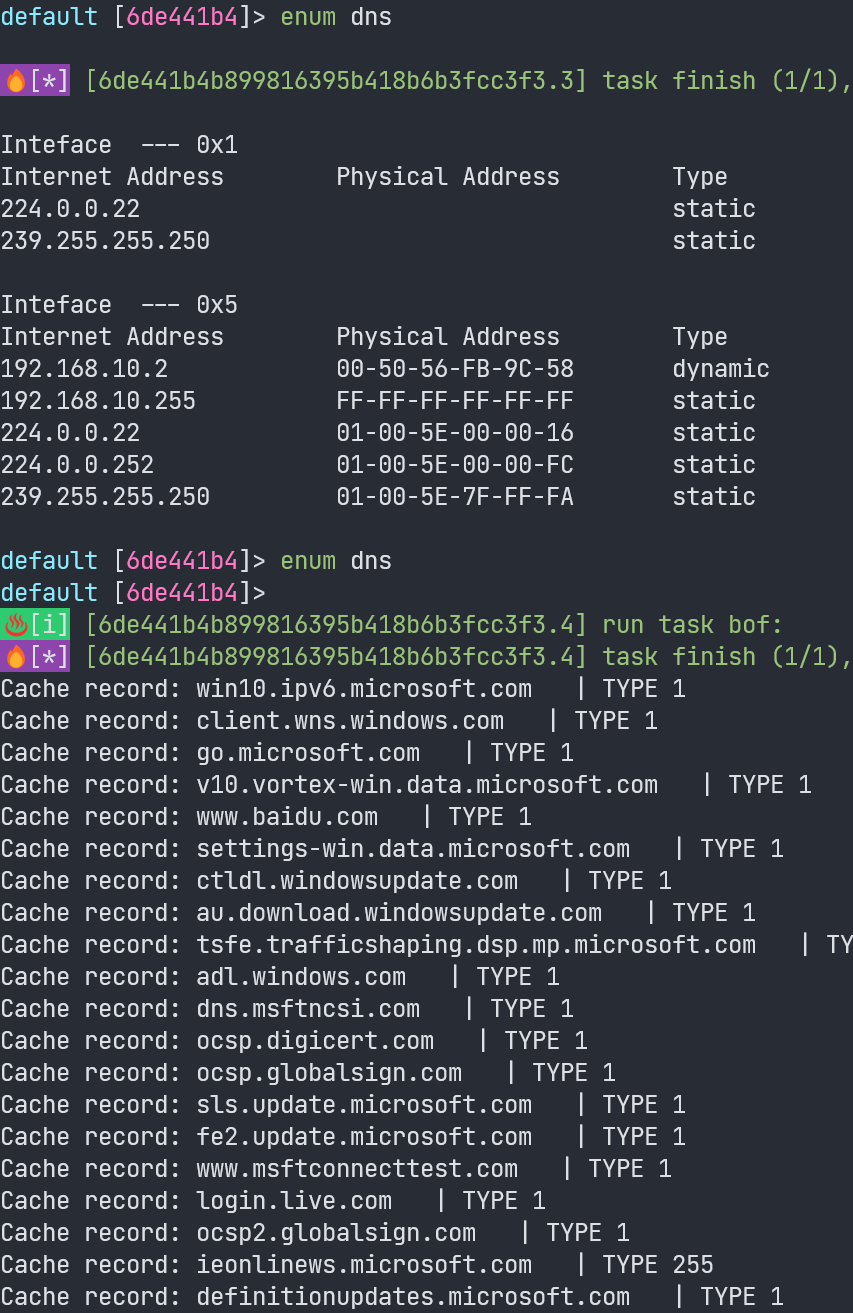 default [6de441b4]> enum dns
🔥[*] [6de441b4b899816395b418b6b3fcc3f3.3] task finish (1/1),
Inteface  --- 0x1
Internet Address        Physical Address        Type
224.0.0.22                                      static
239.255.255.250                                 static
Inteface  --- 0x5
Internet Address        Physical Address        Type
192.168.10.2            00-50-56-FB-9C-58       dynamic
192.168.10.255          FF-FF-FF-FF-FF-FF       static
224.0.0.22              01-00-5E-00-00-16       static
224.0.0.252             01-00-5E-00-00-FC       static
239.255.255.250         01-00-5E-7F-FF-FA       static
default [6de441b4]> enum dns
default [6de441b4]>
♨[i] [6de441b4b899816395b418b6b3fcc3f3.4] run task bof:
🔥[*] [6de441b4b899816395b418b6b3fcc3f3.4] task finish (1/1),
Cache record: win10.ipv6.microsoft.com   | TYPE 1
Cache record: client.wns.windows.com   | TYPE 1
Cache record: go.microsoft.com   | TYPE 1
Cache record: v10.vortex-win.data.microsoft.com   | TYPE 1
Cache record: www.baidu.com   | TYPE 1
Cache record: settings-win.data.microsoft.com   | TYPE 1
Cache record: ctldl.windowsupdate.com   | TYPE 1
Cache record: au.download.windowsupdate.com   | TYPE 1
Cache record: tsfe.trafficshaping.dsp.mp.microsoft.com   | TY
Cache record: adl.windows.com   | TYPE 1
Cache record: dns.msftncsi.com   | TYPE 1
Cache record: ocsp.digicert.com   | TYPE 1
Cache record: ocsp.globalsign.com   | TYPE 1
Cache record: sls.update.microsoft.com   | TYPE 1
Cache record: fe2.update.microsoft.com   | TYPE 1
Cache record: www.msftconnecttest.com   | TYPE 1
Cache record: login.live.com   | TYPE 1
Cache record: ocsp2.globalsign.com   | TYPE 1
Cache record: ieonlinews.microsoft.com   | TYPE 255
Cache record: definitionupdates.microsoft.com   | TYPE 1